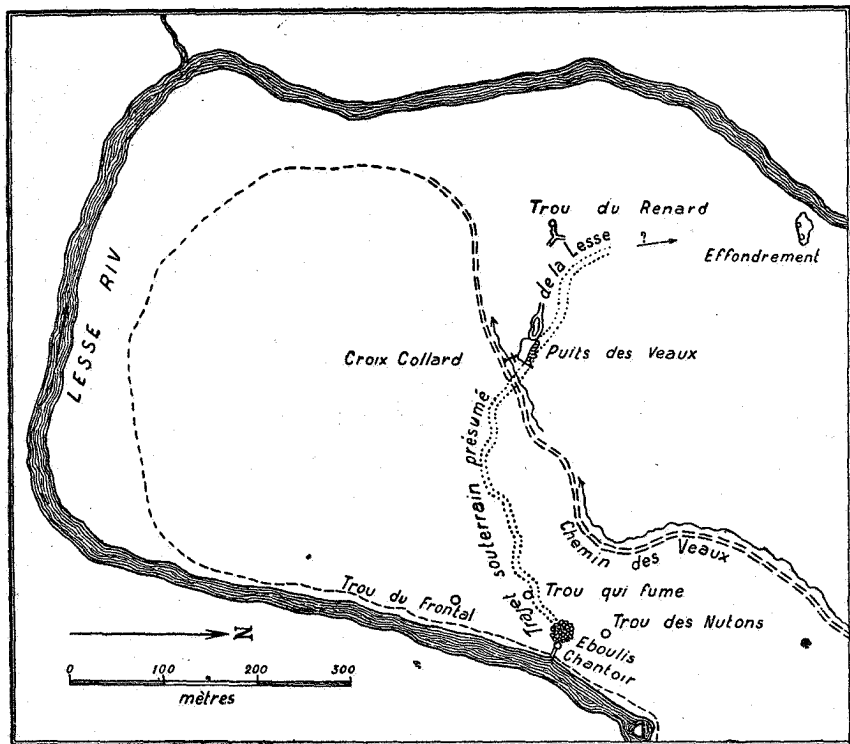 Trou du Renard
?
Effondrement
de la Lesse
LESSE RIV
Croix Collard
Puits des Veaux
Trajet souterrain présumé
Chemin des Veaux
Trou du Frontal
Trou qui fume
Trou des Nutons
Eboulis
Chantoir
N
0 100 200 300
mètres